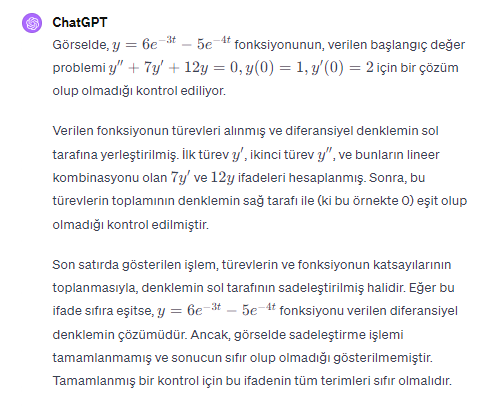 ChatGPT
Görselde, y = 6e⁻³ᵗ − 5e⁻⁴ᵗ fonksiyonunun, verilen başlangıç değer
problemi y″ + 7y′ + 12y = 0, y(0) = 1, y′(0) = 2 için bir çözüm
olup olmadığı kontrol ediliyor.
Verilen fonksiyonun türevleri alınmış ve diferansiyel denklemin sol
tarafına yerleştirilmiş. İlk türev y′, ikinci türev y″, ve bunların lineer
kombinasyonu olan 7y′ ve 12y ifadeleri hesaplanmış. Sonra, bu
türevlerin toplamının denklemin sağ tarafı ile (ki bu örnekte 0) eşit olup
olmadığı kontrol edilmiştir.
Son satırda gösterilen işlem, türevlerin ve fonksiyonun katsayılarının
toplanmasıyla, denklemin sol tarafının sadeleştirilmiş halidir. Eğer bu
ifade sıfıra eşitse, y = 6e⁻³ᵗ − 5e⁻⁴ᵗ fonksiyonu verilen diferansiyel
denklemin çözümüdür. Ancak, görselde sadeleştirme işlemi
tamamlanmamış ve sonucun sıfır olup olmadığı gösterilmemiştir.
Tamamlanmış bir kontrol için bu ifadenin tüm terimleri sıfır olmalıdır.